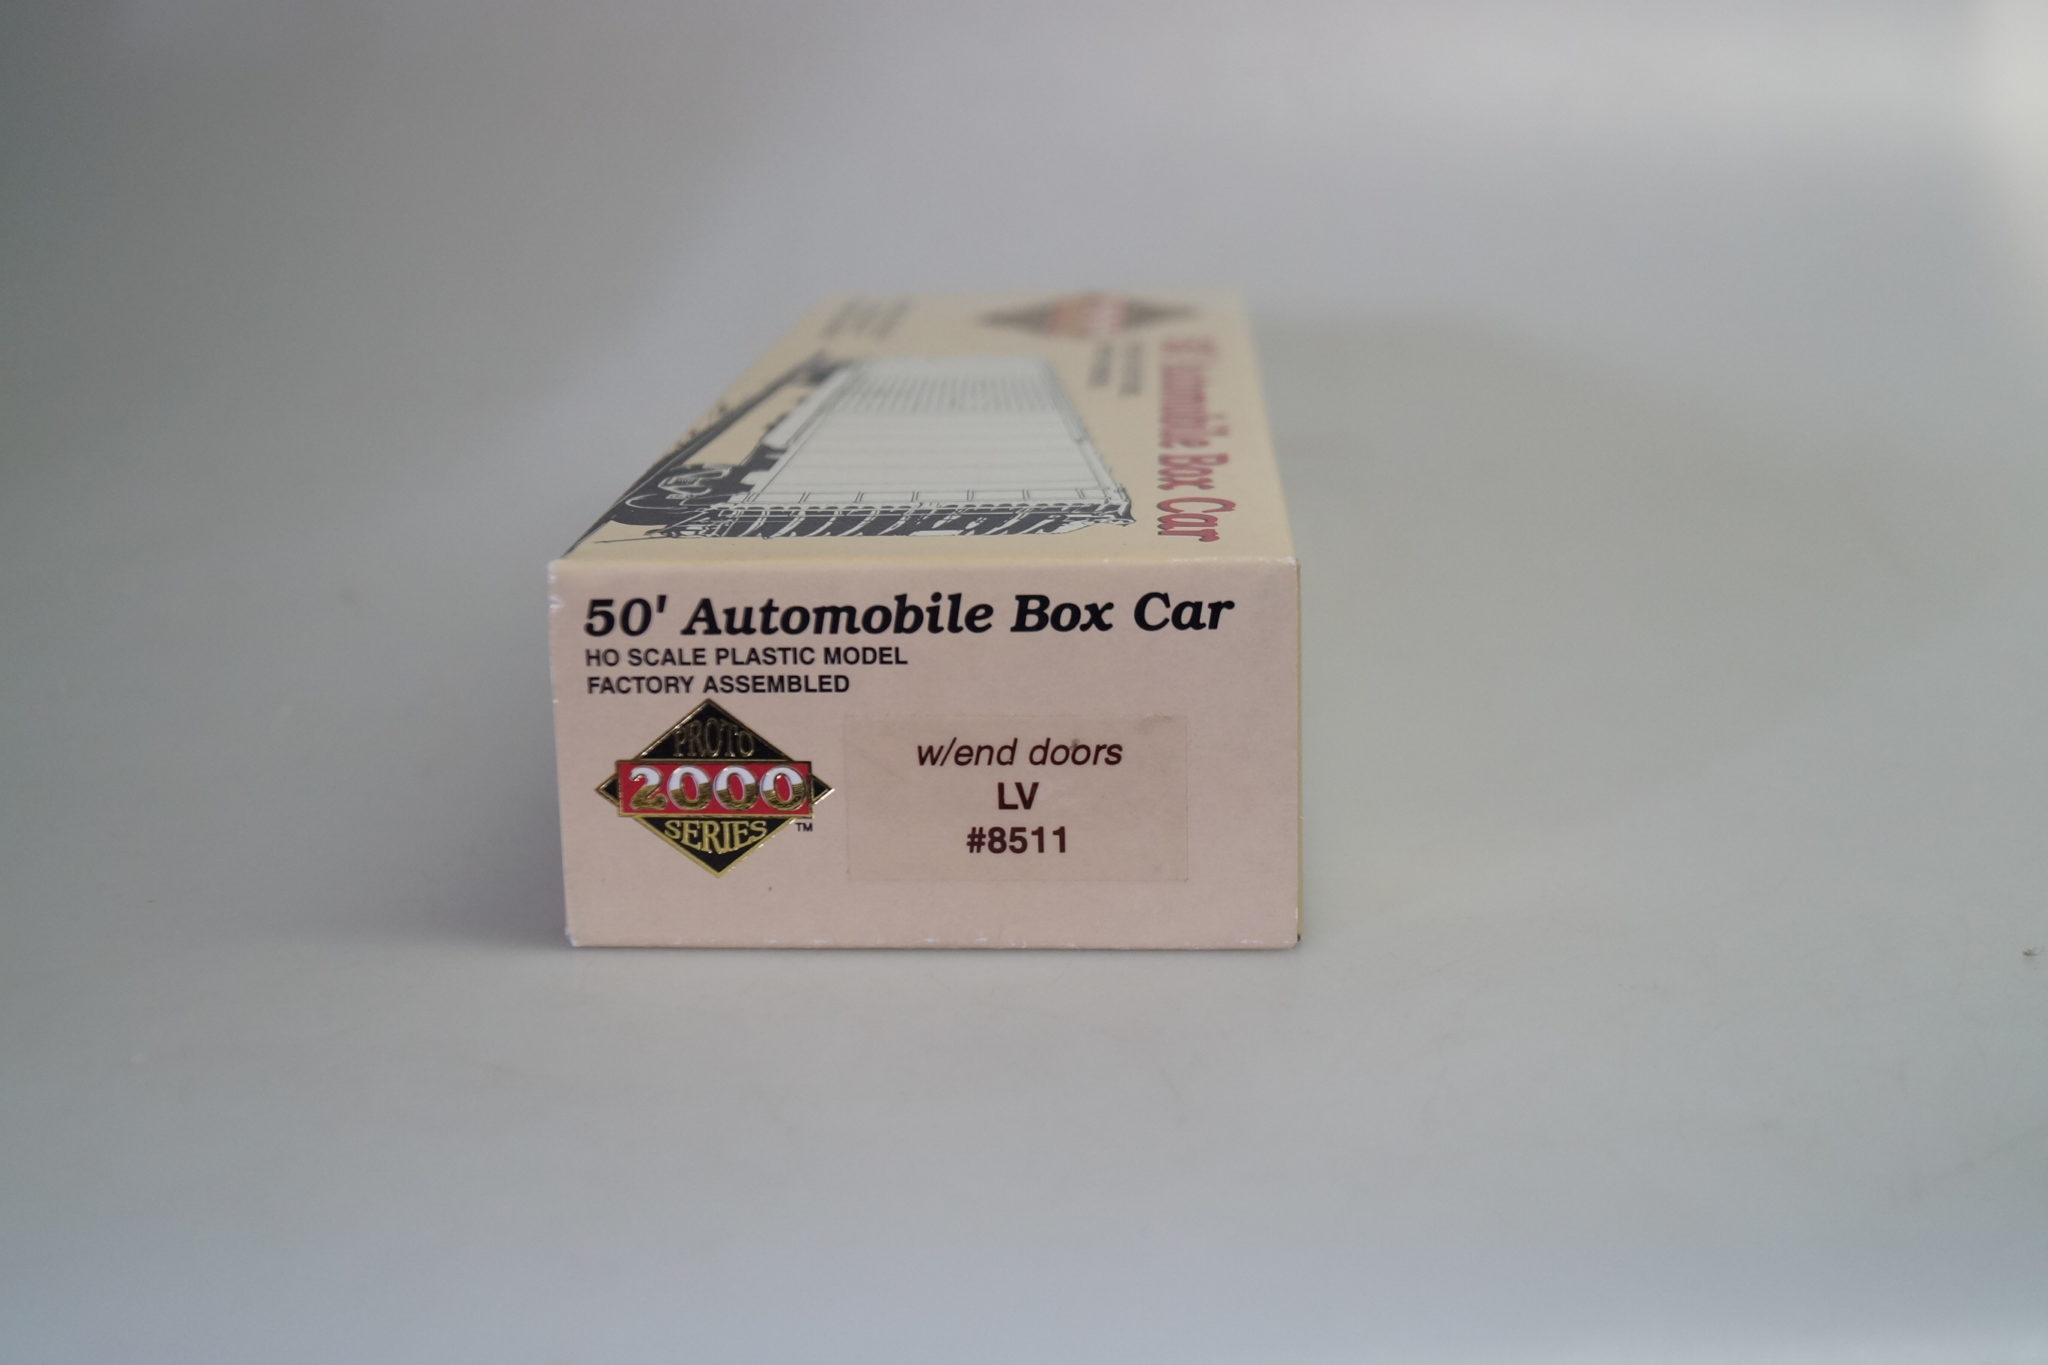 50' Automobile Box Car
HO SCALE PLASTIC MODEL
FACTORY ASSEMBLED
PROTO
2000
SERIES
TM
w/end doors
LV
#8511
Automobile Box Car